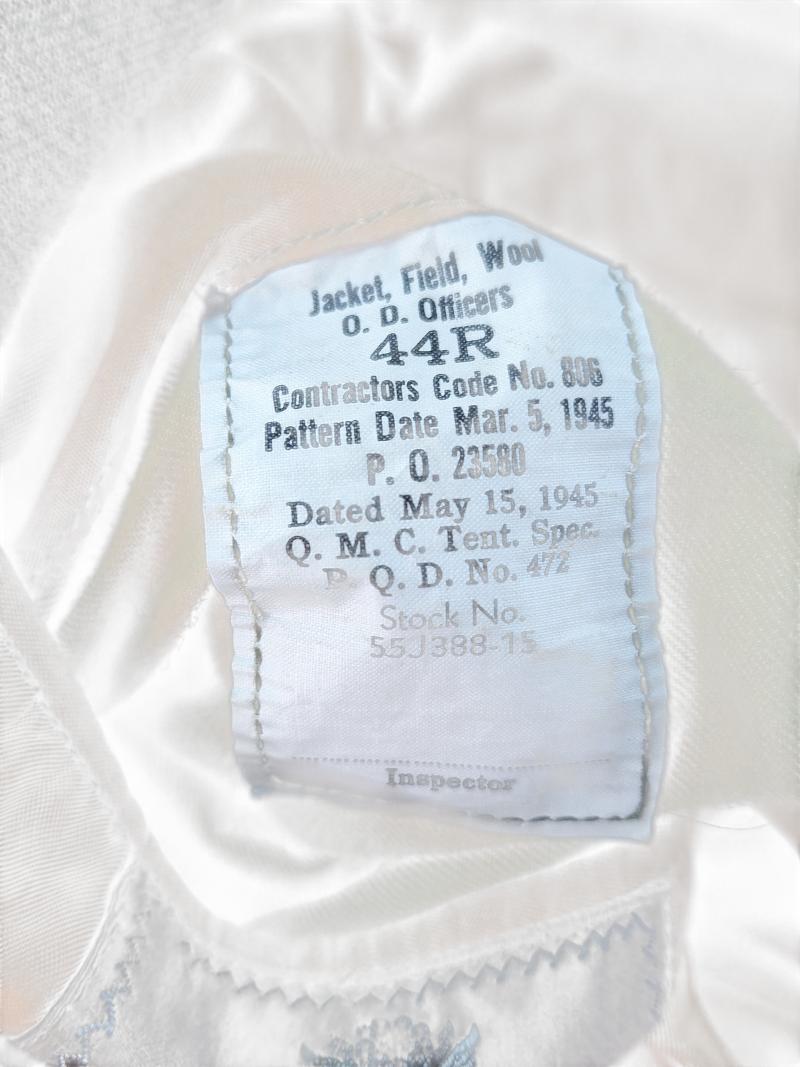 Jacket, Field, Wool
O. D. Officers
44R
Contractors Code No. 806
Pattern Date Mar. 5, 1945
P. O. 23580
Dated May 15, 1945
Q. M. C. Tent. Spec.
P. Q. D. No. 472
Stock No.
55J388-15
Inspector